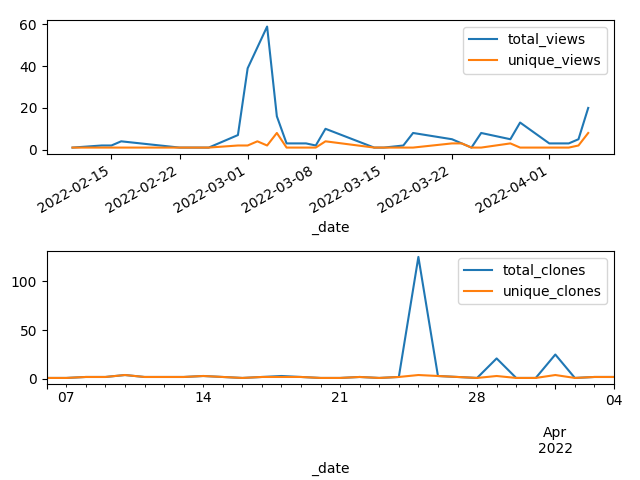 60
40
20
0
total_views
unique_views
2022-02-15
2022-02-22
2022-03-01
2022-03-08
2022-03-15
2022-03-22
2022-04-01
_date
100
50
0
total_clones
unique_clones
07
14
21
28
04
Apr
2022
_date